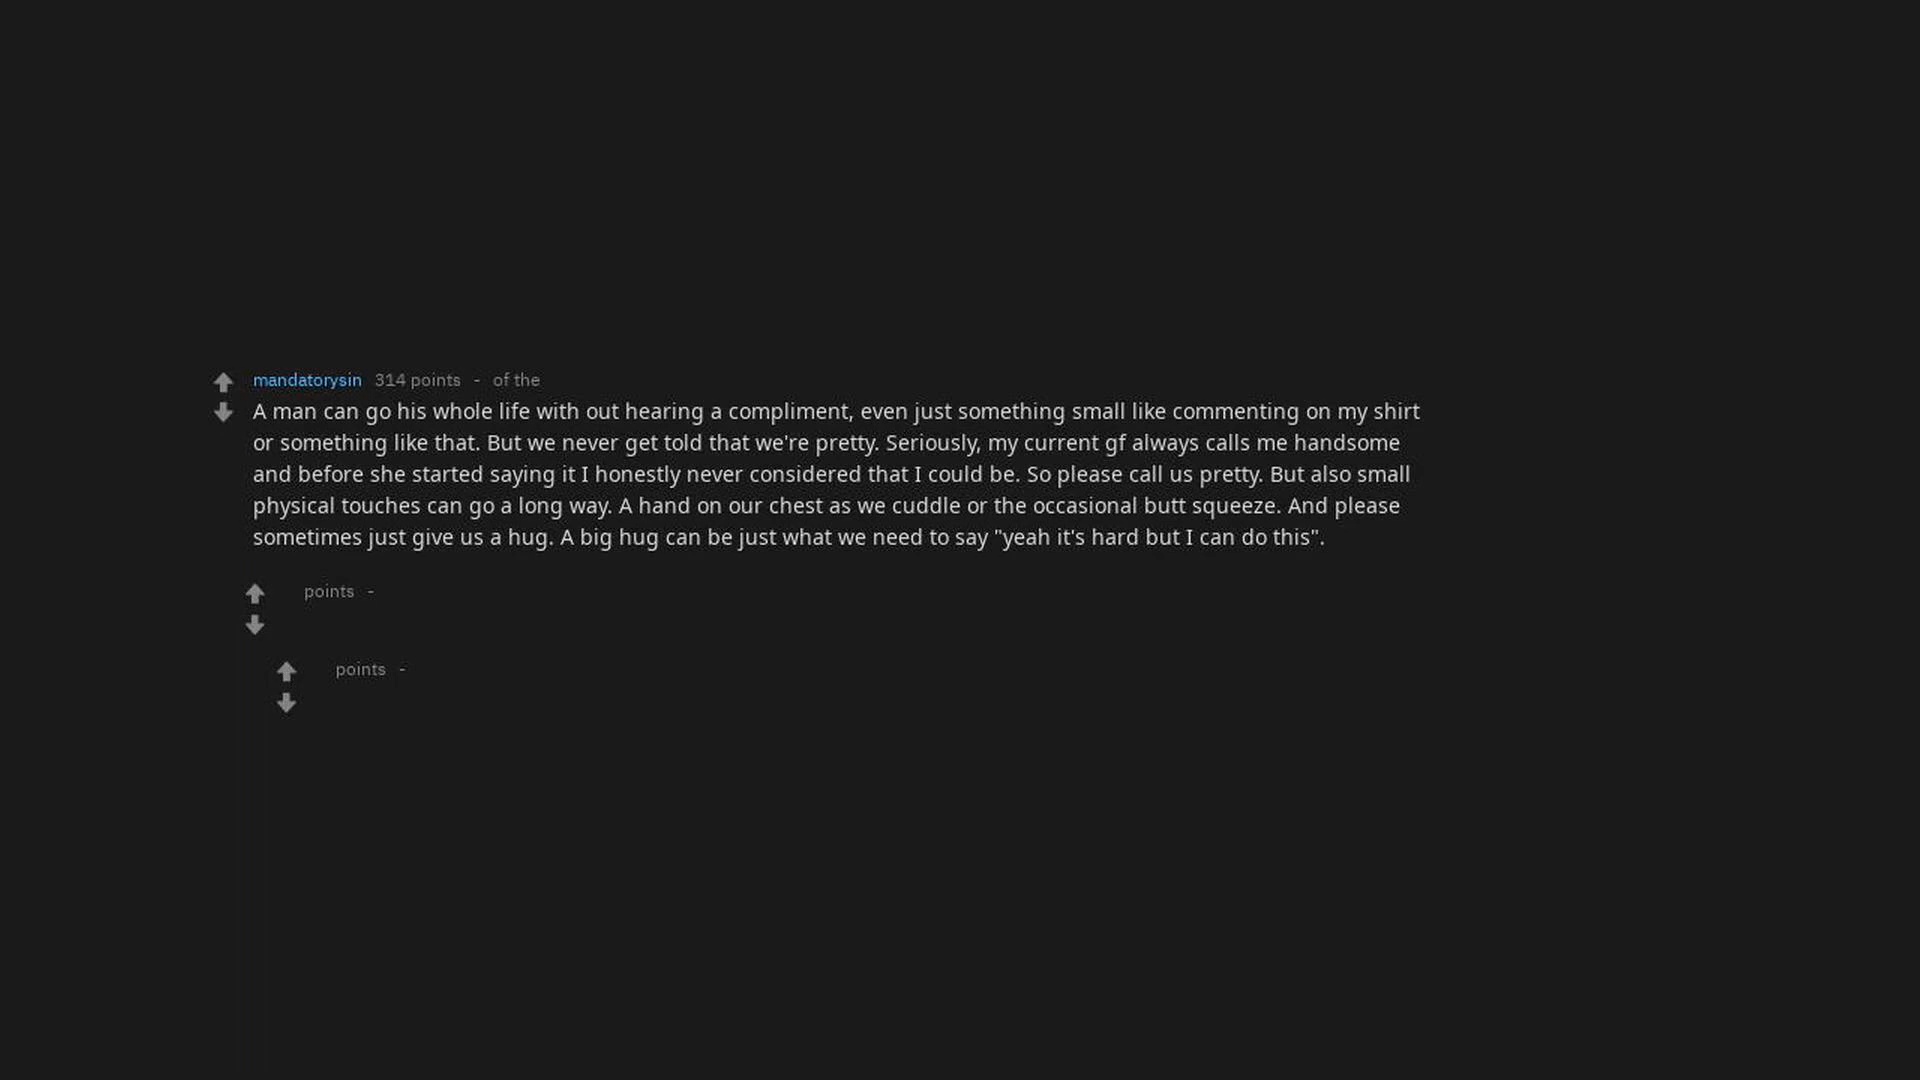 mandatorysin 314 points - of the
A man can go his whole life with out hearing a compliment, even just something small like commenting on my shirt
or something like that. But we never get told that we're pretty. Seriously, my current gf always calls me handsome
and before she started saying it I honestly never considered that I could be. So please call us pretty. But also small
physical touches can go a long way. A hand on our chest as we cuddle or the occasional butt squeeze. And please
sometimes just give us a hug. A big hug can be just what we need to say "yeah it's hard but I can do this".
points -
points -